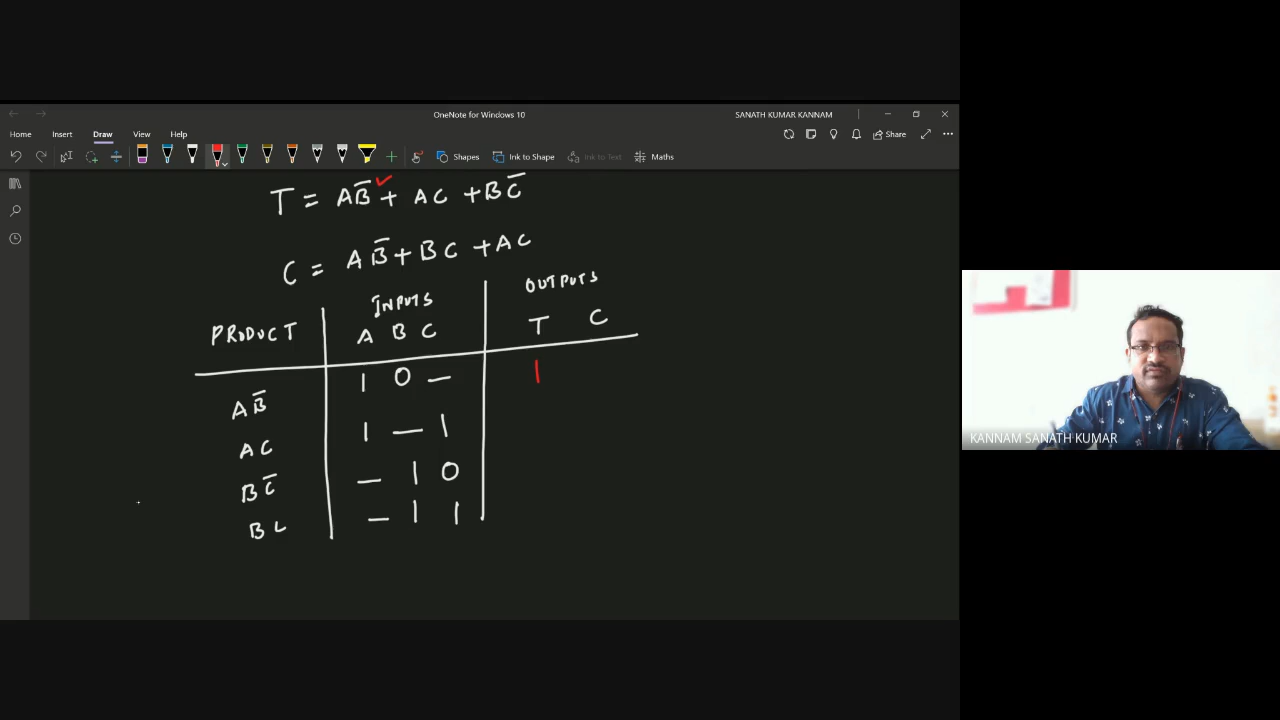 OneNote for Windows 10
SANATH KUMAR KANNAM
Home Insert Draw View Help
Share
Shapes Ink to Shape Ink to Text Maths
T = AB̅ + AC + BC̅
C = AB̅ + BC + AC
PRODUCT INPUTS OUTPUTS
A B C T C
AB̅ 1 0 — 1
AC 1 — 1
BC̅ — 1 0
BC — 1 1
KANNAM SANATH KUMAR